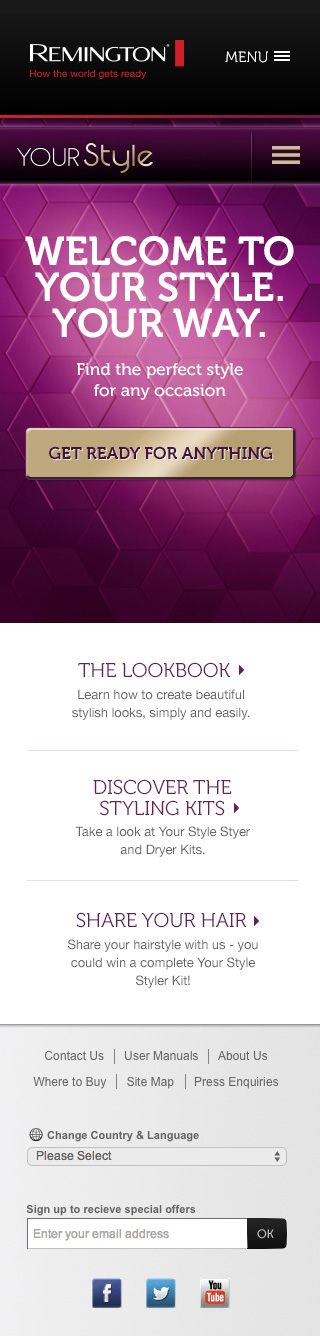 REMINGTON®
How the world gets ready
MENU
YOUR Style
WELCOME TO
YOUR STYLE.
YOUR WAY.
Find the perfect style
for any occasion
GET READY FOR ANYTHING
THE LOOKBOOK
Learn how to create beautiful
stylish looks, simply and easily.
DISCOVER THE
STYLING KITS
Take a look at Your Style Styer
and Dryer Kits.
SHARE YOUR HAIR
Share your hairstyle with us - you
could win a complete Your Style
Styler Kit!
Contact Us | User Manuals | About Us
Where to Buy | Site Map | Press Enquiries
Change Country & Language
Please Select
Sign up to recieve special offers
Enter your email address OK
f You Tube